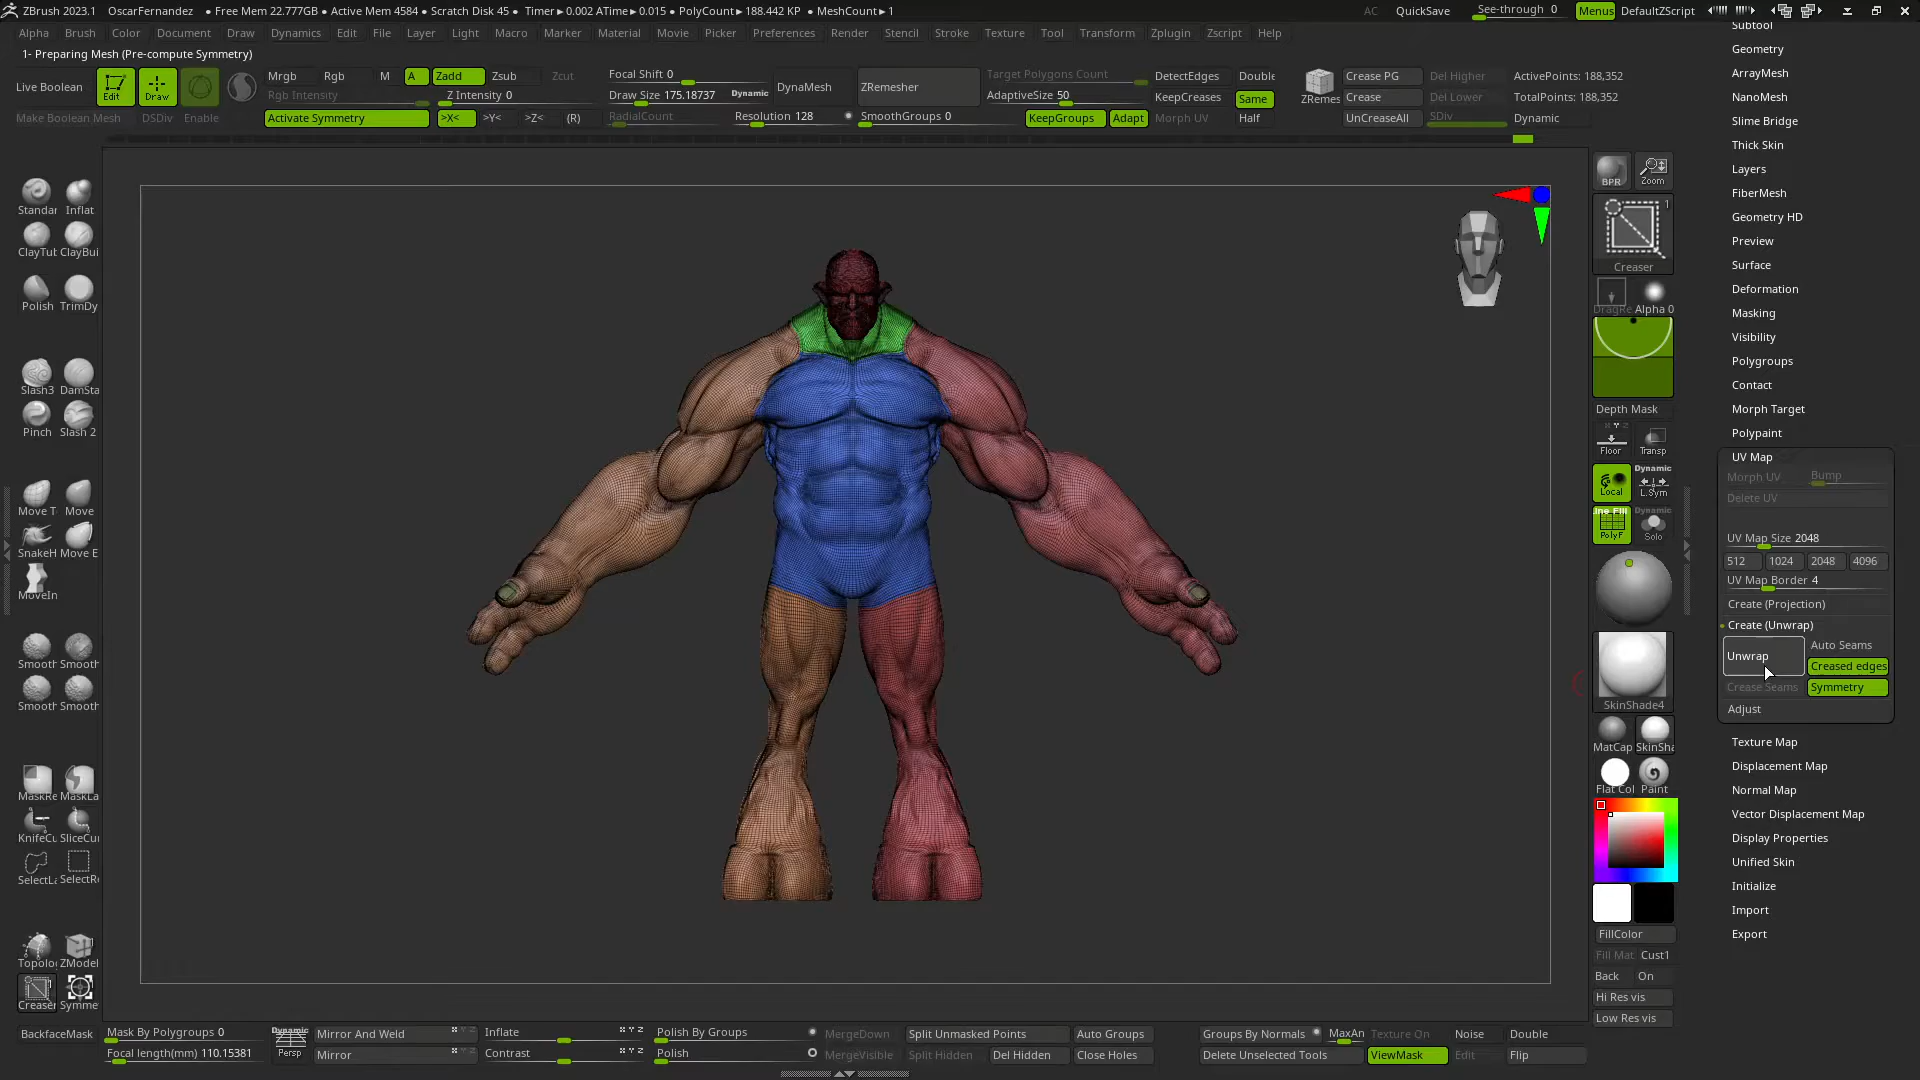 ZBrush 2023.1 OscarFernandez • Free Mem 22.777GB • Active Mem 4584 • Scratch Disk 45 • Timer▸0.002 ATime▸0.015 • PolyCount▸188.442 KP • MeshCount▸1 AC QuickSave See-through 0 Menus DefaultZScript
Alpha Brush Color Document Draw Dynamics Edit File Layer Light Macro Marker Material Movie Picker Preferences Render Stencil Stroke Texture Tool Transform Zplugin Zscript Help
1- Preparing Mesh (Pre-compute Symmetry)
Live Boolean
Make Boolean Mesh
Edit
Draw
DSDiv
Enable
Mrgb Rgb M A Zadd Zsub Zcut
Rgb Intensity Z Intensity 0
Activate Symmetry >X< >Y< >Z< (R)
Focal Shift 0
Draw Size 175.18737 Dynamic
RadialCount
DynaMesh
Resolution 128
ZRemesher
SmoothGroups 0
Target Polygons Count
AdaptiveSize 50
KeepGroups Adapt
DetectEdges Double
KeepCreases Same
Morph UV Half
ZRemes
Crease PG Del Higher
Crease Del Lower
UnCreaseAll SDiv
ActivePoints: 188,352
TotalPoints: 188,352
Dynamic
Standar Inflat
ClayTut ClayBui
Polish TrimDy
Slash3 DamSta
Pinch Slash 2
Move T Move
SnakeH Move E
MoveIn
Smooth Smooth
Smooth Smooth
MaskRe MaskLa
KnifeCu SliceCur
SelectLa SelectRe
Topolo ZModel
Creaser Symme
BPR Zoom
1
Creaser
DragRe Alpha 0
Depth Mask
Floor Transp
Local
Dynamic
L.Sym
Line Fill
PolyF
Dynamic
Solo
SkinShade4
MatCap SkinSha
Flat Col Paint
FillColor
Fill Mat Cust1
Back On
Hi Res vis
Low Res vis
Subtool
Geometry
ArrayMesh
NanoMesh
Slime Bridge
Thick Skin
Layers
FiberMesh
Geometry HD
Preview
Surface
Deformation
Masking
Visibility
Polygroups
Contact
Morph Target
Polypaint
UV Map
Morph UV Bump
Delete UV
UV Map Size 2048
512 1024 2048 4096
UV Map Border 4
Create (Projection)
Create (Unwrap)
Unwrap Auto Seams
Creased edges
Crease Seams Symmetry
Adjust
Texture Map
Displacement Map
Normal Map
Vector Displacement Map
Display Properties
Unified Skin
Initialize
Import
Export
BackfaceMask
Mask By Polygroups 0
Focal length(mm) 110.15381
Dynamic
Persp
Mirror And Weld
Mirror
Inflate
Contrast
Polish By Groups
Polish
MergeDown
MergeVisible
Split Unmasked Points
Split Hidden Del Hidden
Auto Groups
Close Holes
Groups By Normals MaxAn Texture On Noise Double
Delete Unselected Tools ViewMask Edit Flip